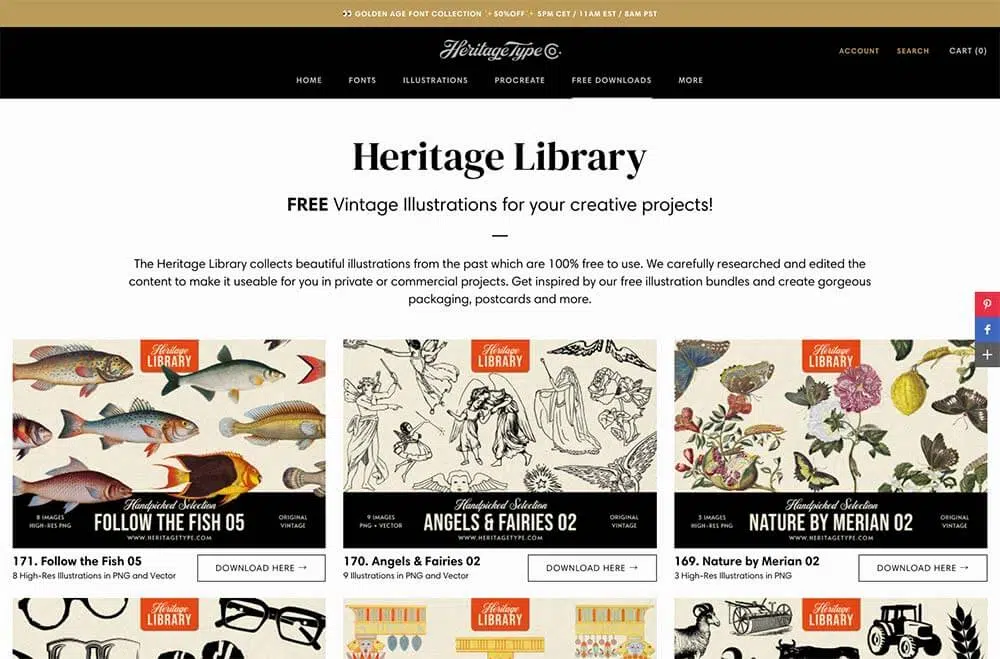 👀 GOLDEN AGE FONT COLLECTION ✨50%OFF✨ 5PM CET / 11AM EST / 8AM PST
Heritage Type Co.
ACCOUNT SEARCH CART (0)
HOME FONTS ILLUSTRATIONS PROCREATE FREE DOWNLOADS MORE
Heritage Library
FREE Vintage Illustrations for your creative projects!
The Heritage Library collects beautiful illustrations from the past which are 100% free to use. We carefully researched and edited the
content to make it useable for you in private or commercial projects. Get inspired by our free illustration bundles and create gorgeous
packaging, postcards and more.
Heritage
LIBRARY
Handpicked Selection
8 IMAGES
HIGH-RES PNG
FOLLOW THE FISH 05
ORIGINAL
VINTAGE
WWW.HERITAGETYPE.COM
171. Follow the Fish 05
8 High-Res Illustrations in PNG and Vector
DOWNLOAD HERE →
Heritage
LIBRARY
Handpicked Selection
9 IMAGES
PNG + VECTOR
ANGELS & FAIRIES 02
ORIGINAL
VINTAGE
WWW.HERITAGETYPE.COM
170. Angels & Fairies 02
9 Illustrations in PNG and Vector
DOWNLOAD HERE →
Heritage
LIBRARY
Handpicked Selection
3 IMAGES
HIGH-RES PNG
NATURE BY MERIAN 02
ORIGINAL
VINTAGE
WWW.HERITAGETYPE.COM
169. Nature by Merian 02
3 High-Res Illustrations in PNG
DOWNLOAD HERE →
Heritage
LIBRARY
Heritage
LIBRARY
Heritage
LIBRARY